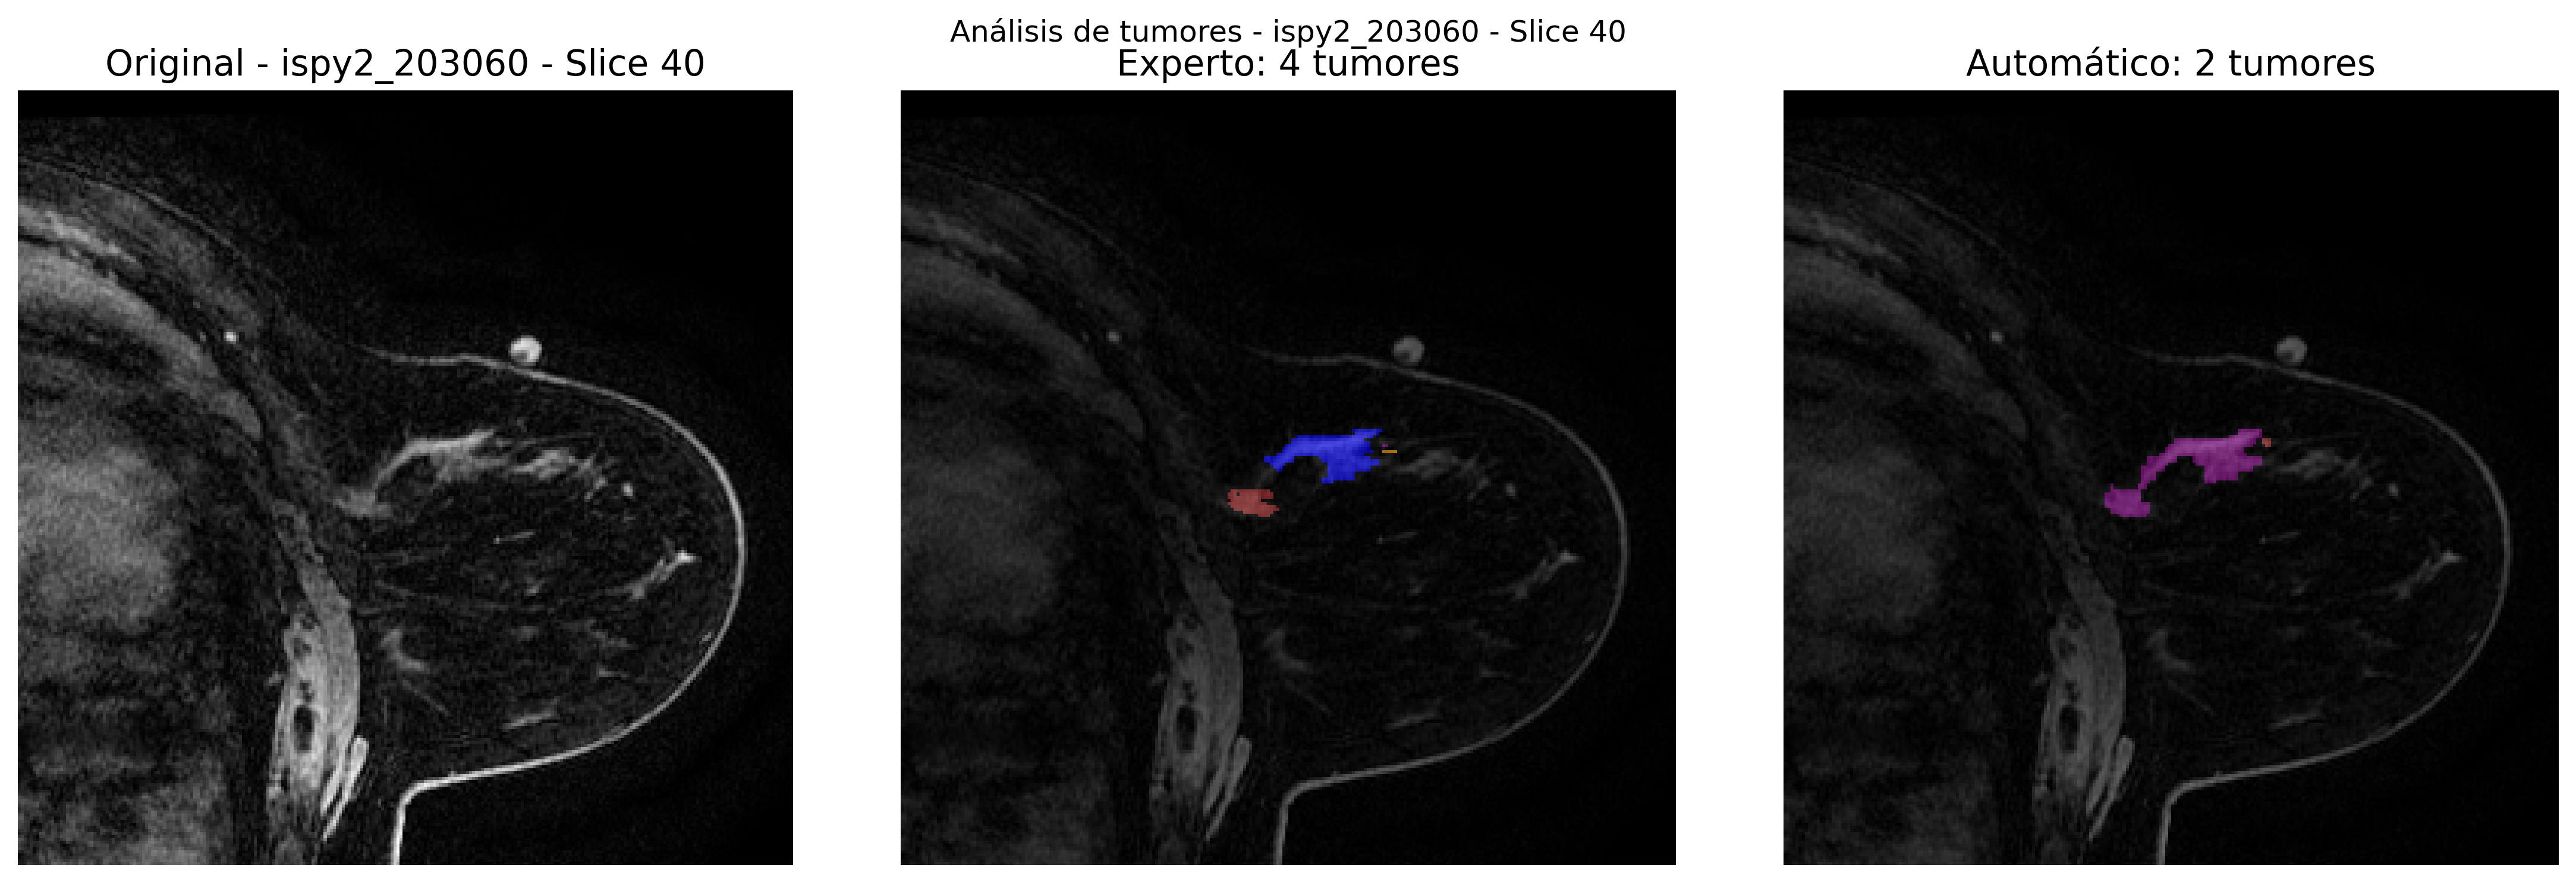 Análisis de tumores - ispy2_203060 - Slice 40
Original - ispy2_203060 - Slice 40
Experto: 4 tumores
Automático: 2 tumores